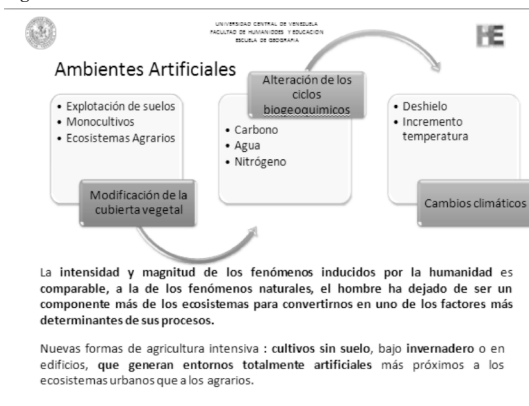 UNIVERSIDAD CENTRAL DE VENEZUELA
FACULTAD DE HUMANIDADES Y EDUCACION
ESCUELA DE GEOGRAFIA
HE
Ambientes Artificiales
• Explotación de suelos
• Monocultivos
• Ecosistemas Agrarios
Modificación de la
cubierta vegetal
Alteración de los
ciclos
biogeoquimicos
• Carbono
• Agua
• Nitrógeno
• Deshielo
• Incremento
temperatura
Cambios climáticos
La intensidad y magnitud de los fenómenos inducidos por la humanidad es
comparable, a la de los fenómenos naturales, el hombre ha dejado de ser un
componente más de los ecosistemas para convertirnos en uno de los factores más
determinantes de sus procesos.
Nuevas formas de agricultura intensiva : cultivos sin suelo, bajo invernadero o en
edificios, que generan entornos totalmente artificiales más próximos a los
ecosistemas urbanos que a los agrarios.